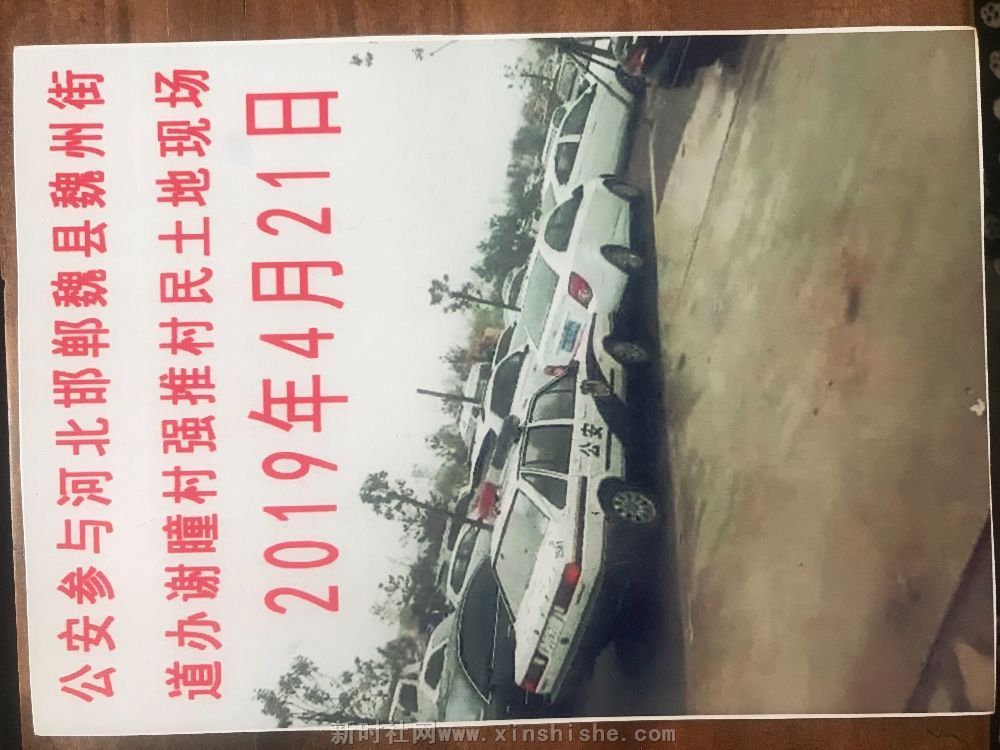 公安参与河北邯郸魏县魏州街
道办谢疃村强推村民土地现场
2019年4月21日
公安
新时社网www.xinshishe.com